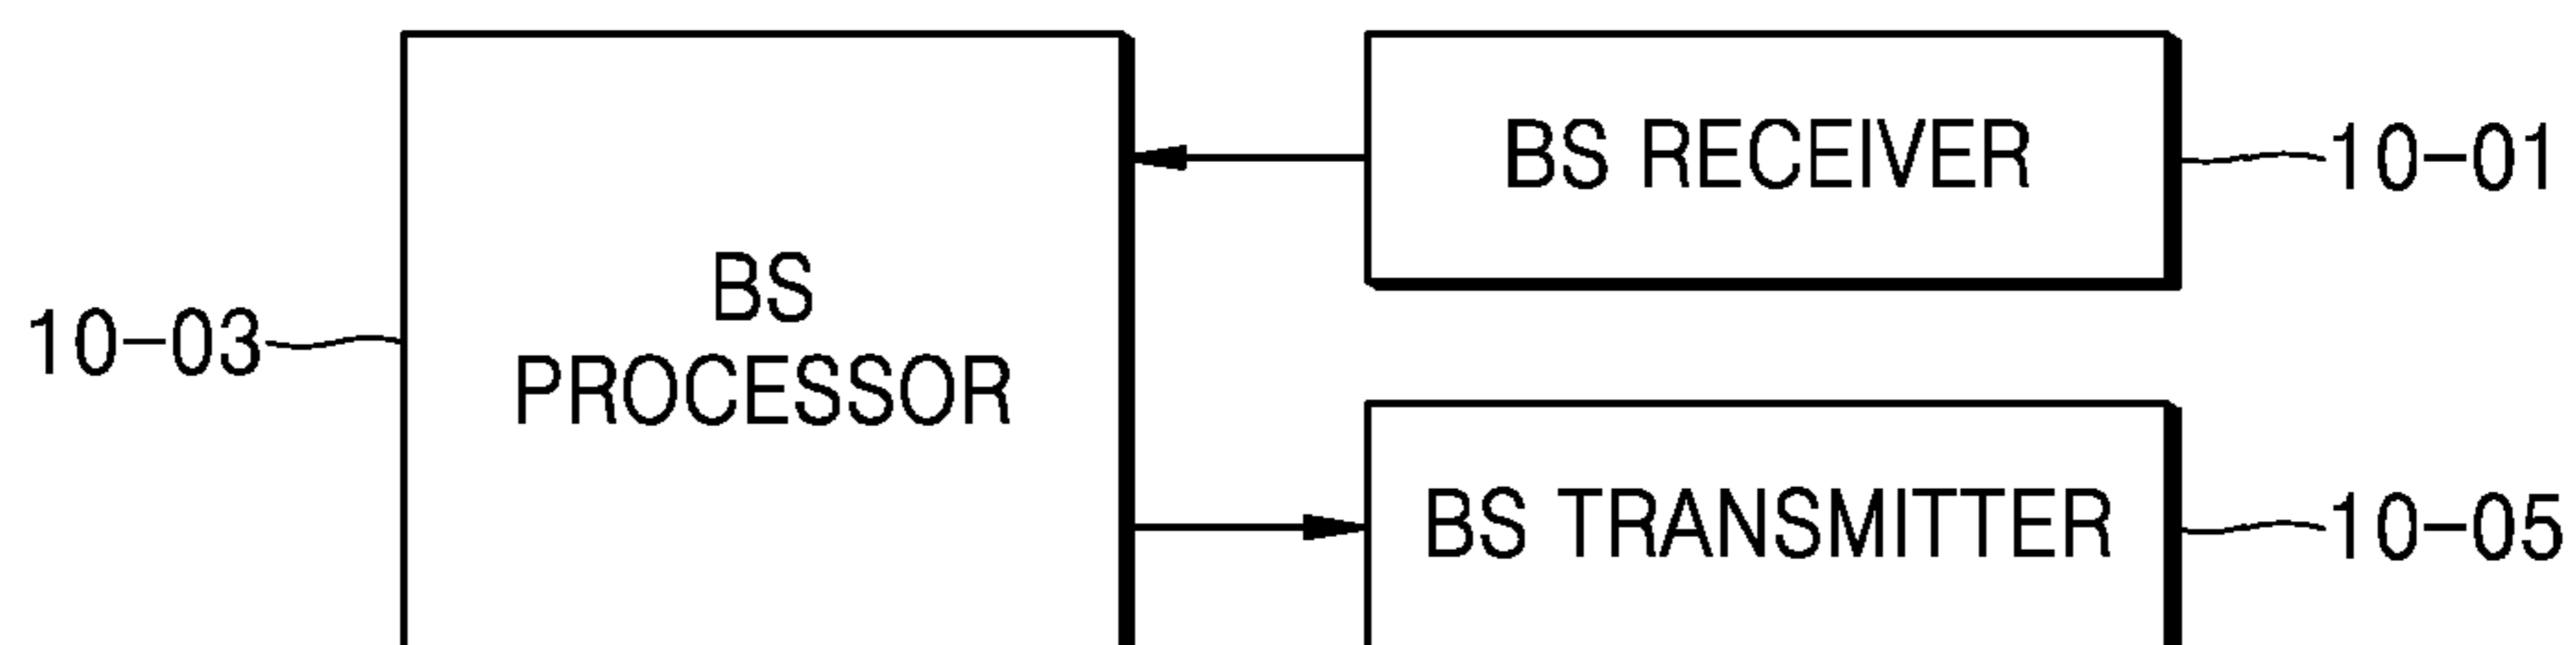 BS RECEIVER
10-01
BS
PROCESSOR
10-03
BS TRANSMITTER
10-05